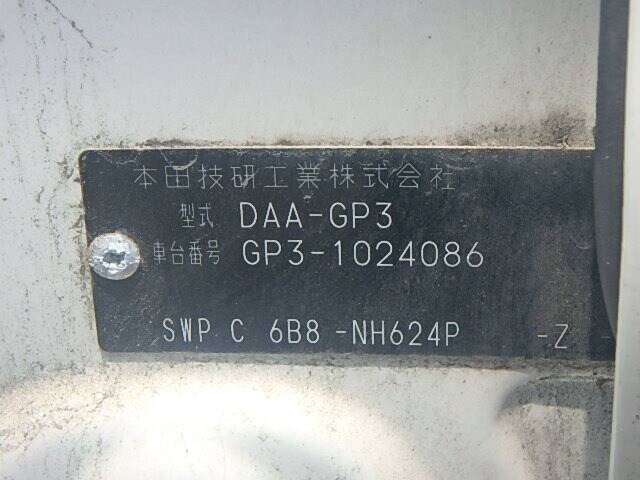 本田技研工業株式会社
型式 DAA-GP3
車台番号 GP3-1024086
SWP C 6B8 -NH624P -Z -